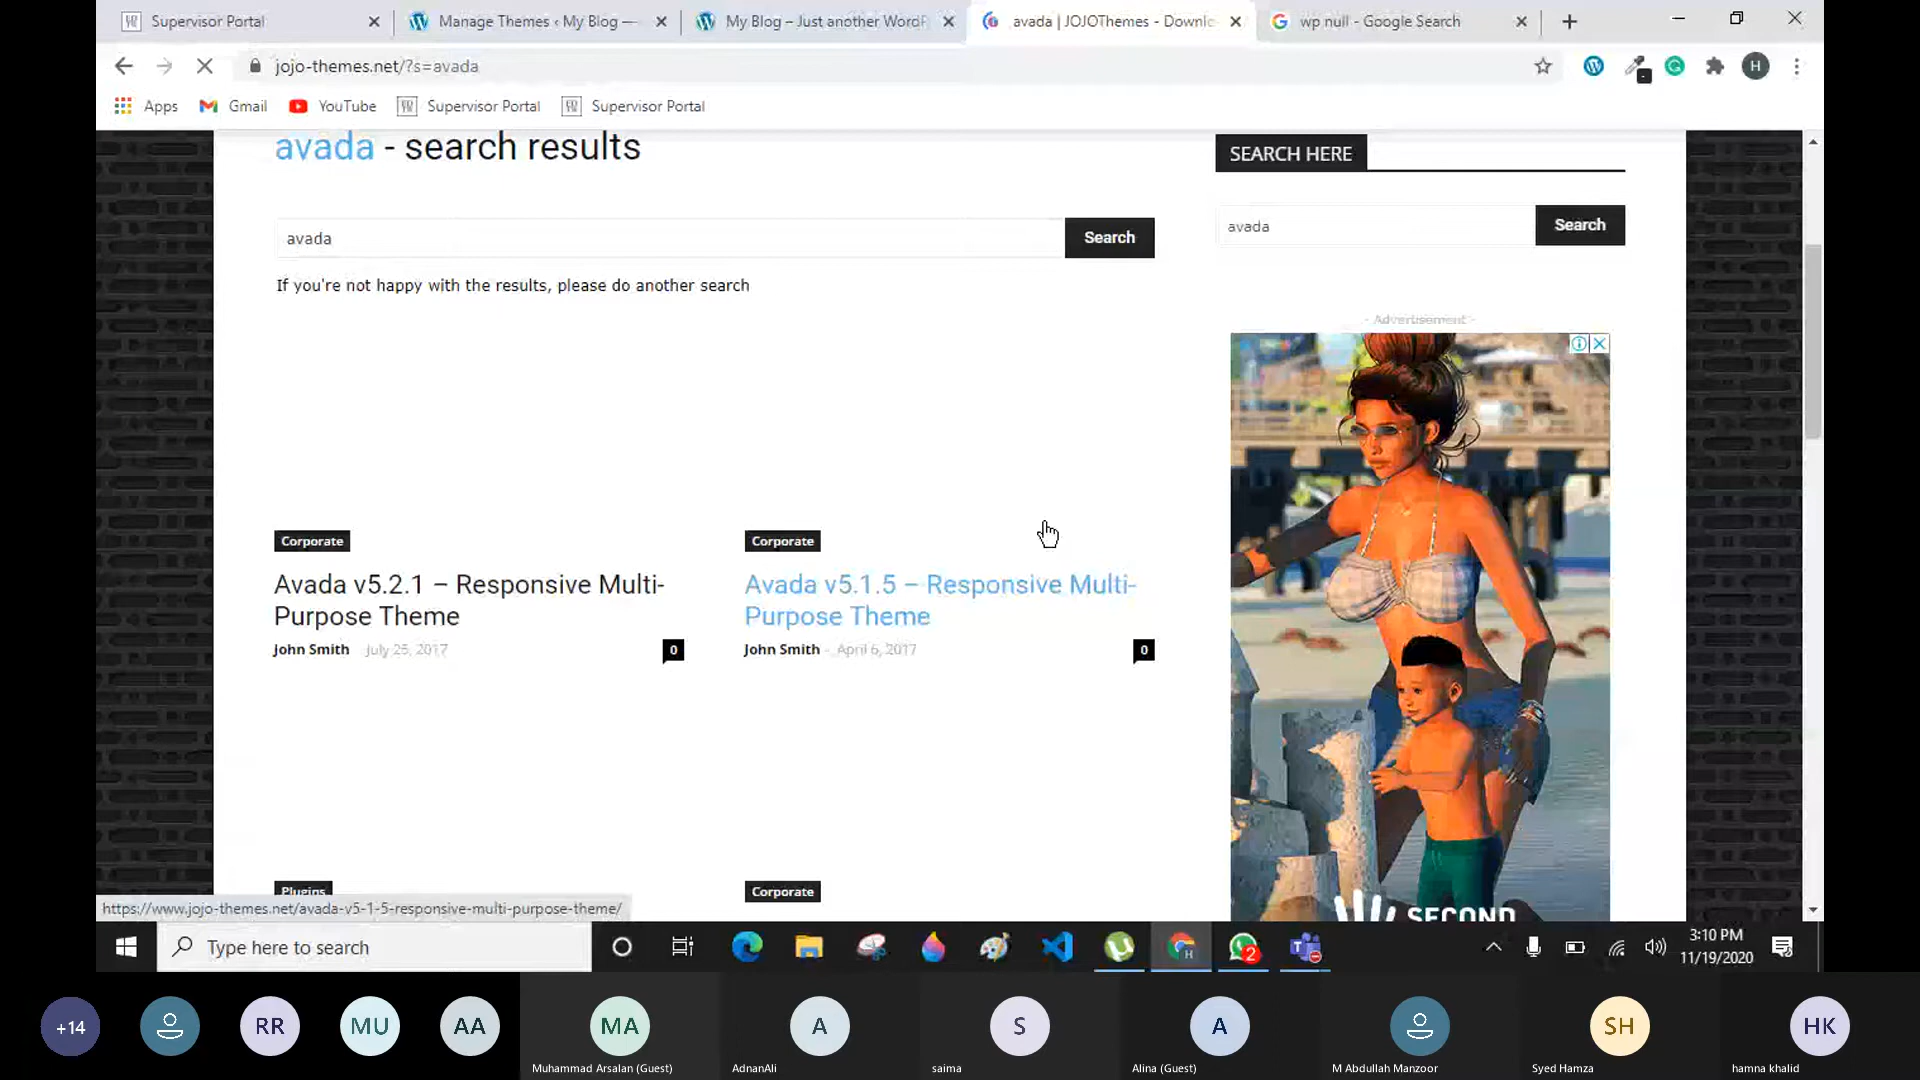 Supervisor Portal
Manage Themes ‹ My Blog —
My Blog – Just another WordP
avada | JOJOThemes - Downlo
wp null - Google Search
jojo-themes.net/?s=avada
H
Apps
Gmail
YouTube
Supervisor Portal
Supervisor Portal
avada - search results
SEARCH HERE
avada
Search
avada
Search
If you're not happy with the results, please do another search
- Advertisement -
Corporate
Corporate
Avada v5.2.1 – Responsive Multi-
Purpose Theme
Avada v5.1.5 – Responsive Multi-
Purpose Theme
John Smith - July 25, 2017
0
John Smith - April 6, 2017
0
Plugins
Corporate
SECOND
https://www.jojo-themes.net/avada-v5-1-5-responsive-multi-purpose-theme/
Type here to search
2
3:10 PM
11/19/2020
+14
RR
MU
AA
MA
A
S
A
SH
HK
Muhammad Arsalan (Guest)
AdnanAli
saima
Alina (Guest)
M Abdullah Manzoor
Syed Hamza
hamna khalid